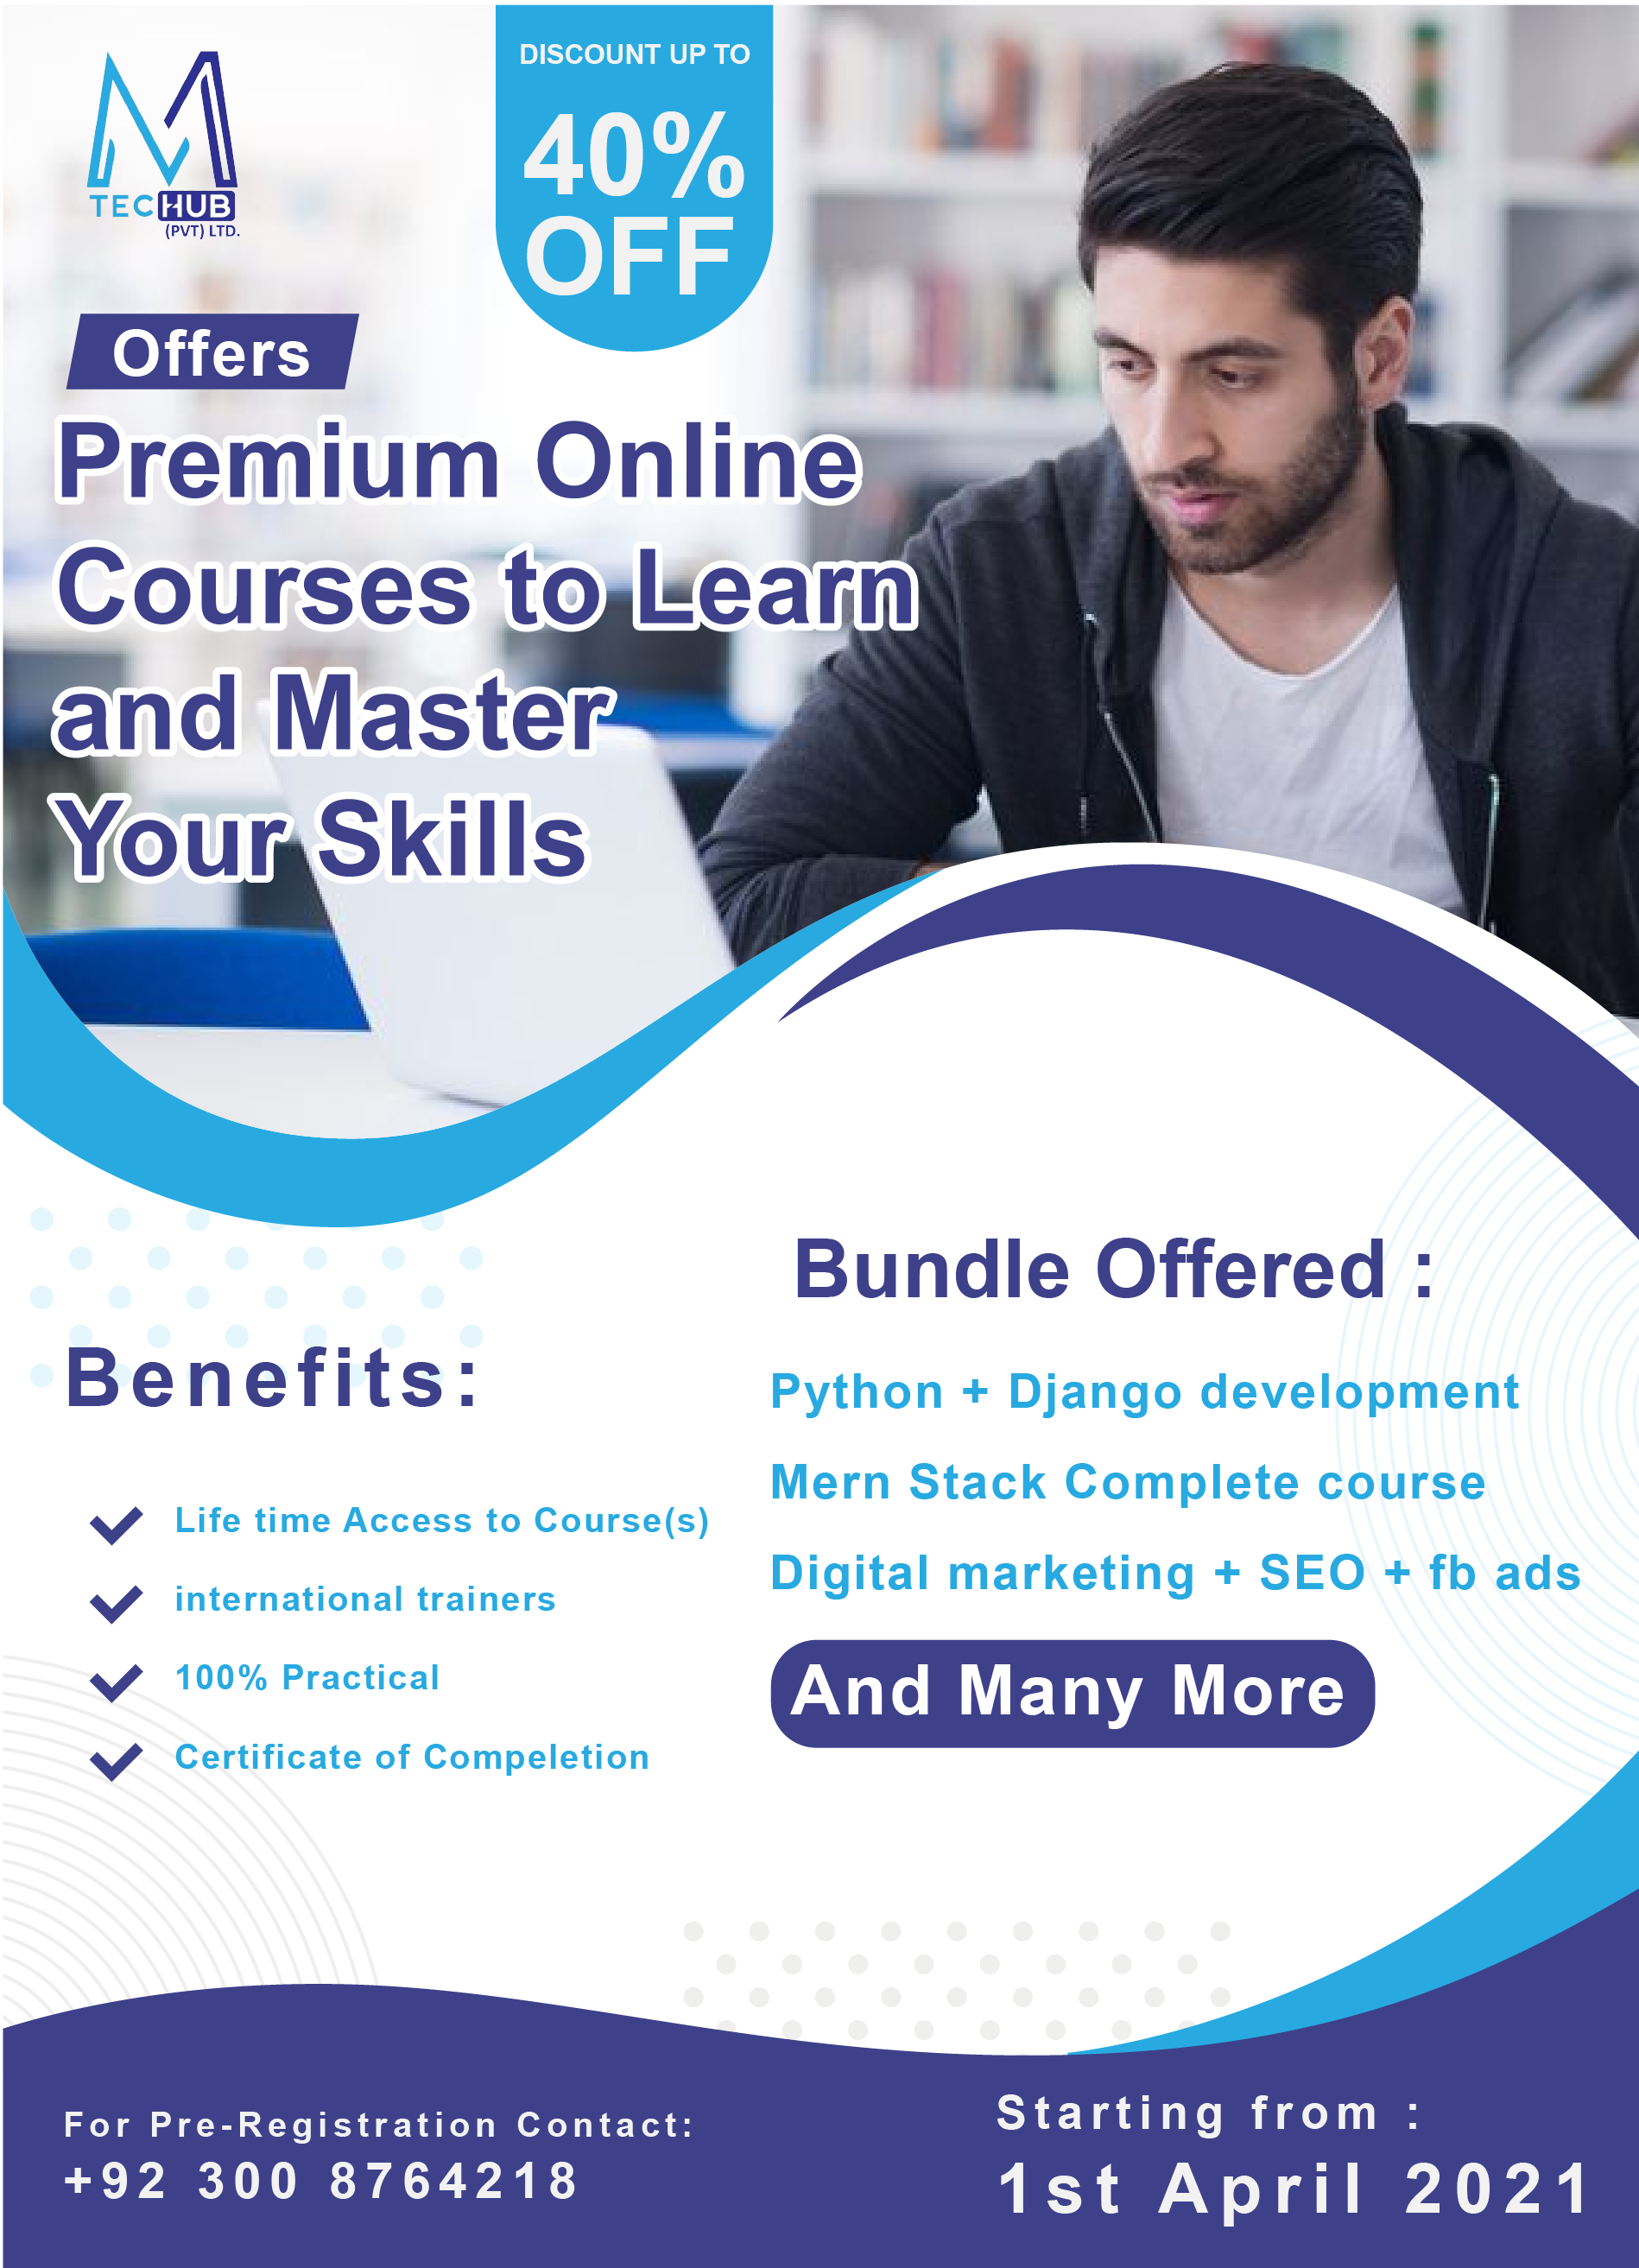 M
TECHUB
(PVT) LTD.
DISCOUNT UP TO
40%
OFF
Offers
Premium Online
Courses to Learn
and Master
Your Skills
Benefits:
Life time Access to Course(s)
international trainers
100% Practical
Certificate of Compeletion
Bundle Offered :
Python + Django development
Mern Stack Complete course
Digital marketing + SEO + fb ads
And Many More
For Pre-Registration Contact:
+92 300 8764218
Starting from :
1st April 2021